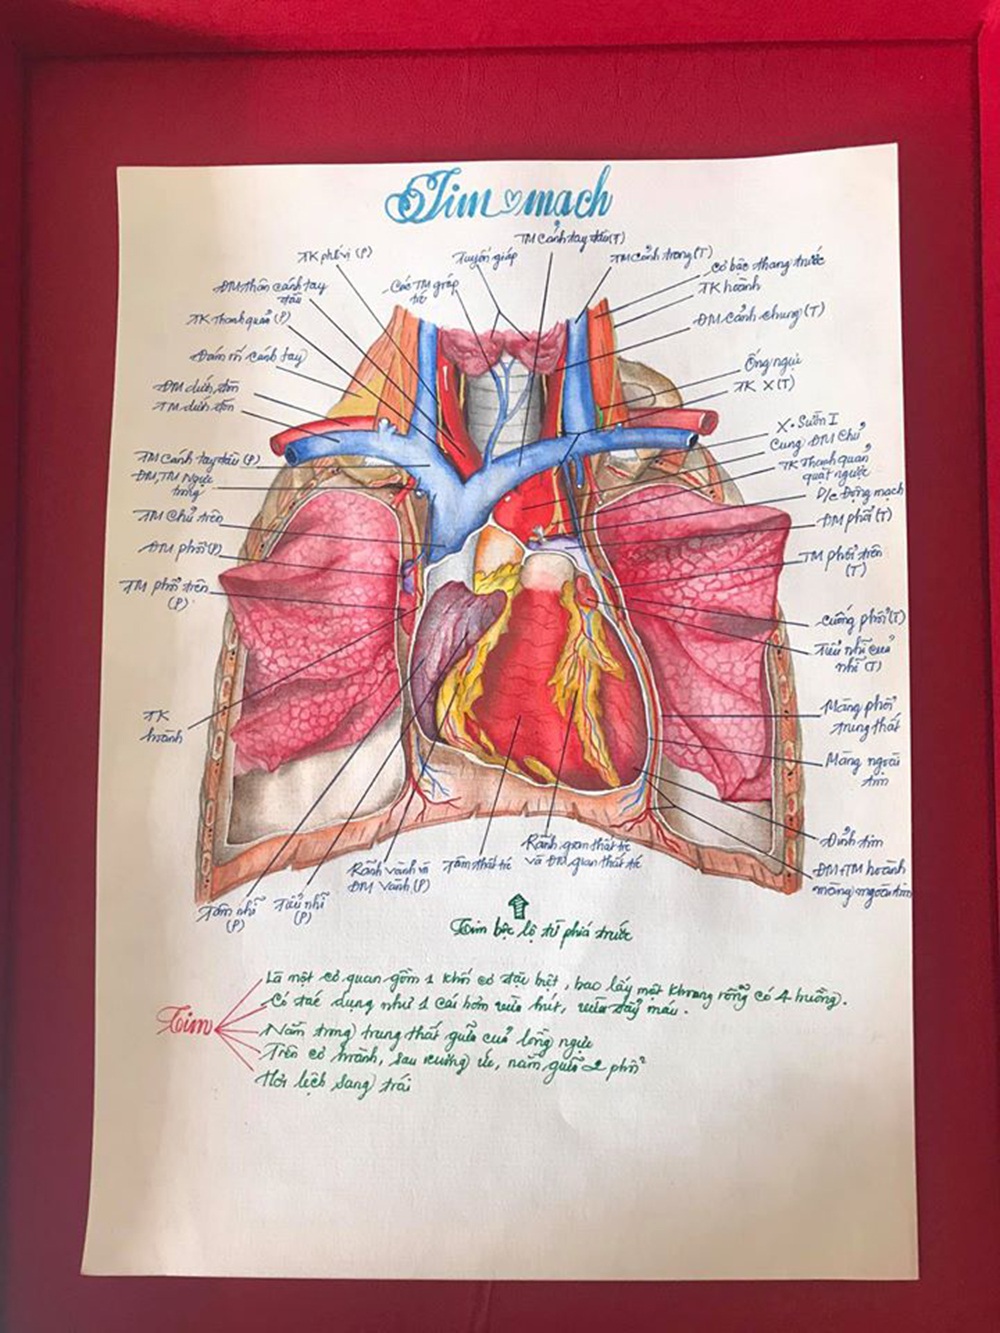 Tim mạch
TM cánh tay đầu (T)
TK phế vị (P)
Tuyến giáp
TM cảnh trong (T)
Cơ bậc thang trước
ĐM thân cánh tay
đầu
Các TM giáp
TK hoành
TK thanh quản (P)
ĐM cảnh chung (T)
Đám rối cánh tay
Ống ngực
ĐM dưới đòn
TK X (T)
TM dưới đòn
X. Sườn I
Cung ĐM chủ
TM cánh tay đầu (P)
TK thanh quản
quặt ngược
ĐM, TM ngực
trong
D/c Động mạch
TM chủ trên
ĐM phổi (T)
ĐM phổi (P)
TM phổi trên
(T)
TM phổi trên
(P)
Cuống phổi (T)
Tiểu nhĩ của
nhĩ (T)
TK
hoành
Màng phổi
trung thất
Màng ngoài
tim
Đỉnh tim
ĐM+TM hoành
màng ngoài tim
Rãnh gian thất tr
và ĐM gian thất tr
Tâm thất tr
Rãnh vành và
ĐM vành (P)
Tâm nhĩ
(P)
Tiểu nhĩ
(P)
Tim bộc lộ từ phía trước
Tim
Là một cơ quan gồm 1 khối cơ đặc biệt, bao lấy một khoang rỗng có 4 buồng.
Có tác dụng như 1 cái bơm vừa hút, vừa đẩy máu.
Nằm trong trung thất giữa của lồng ngực
Trên cơ hoành, sau xương ức, nằm giữa 2 phổi
Hơi lệch sang trái